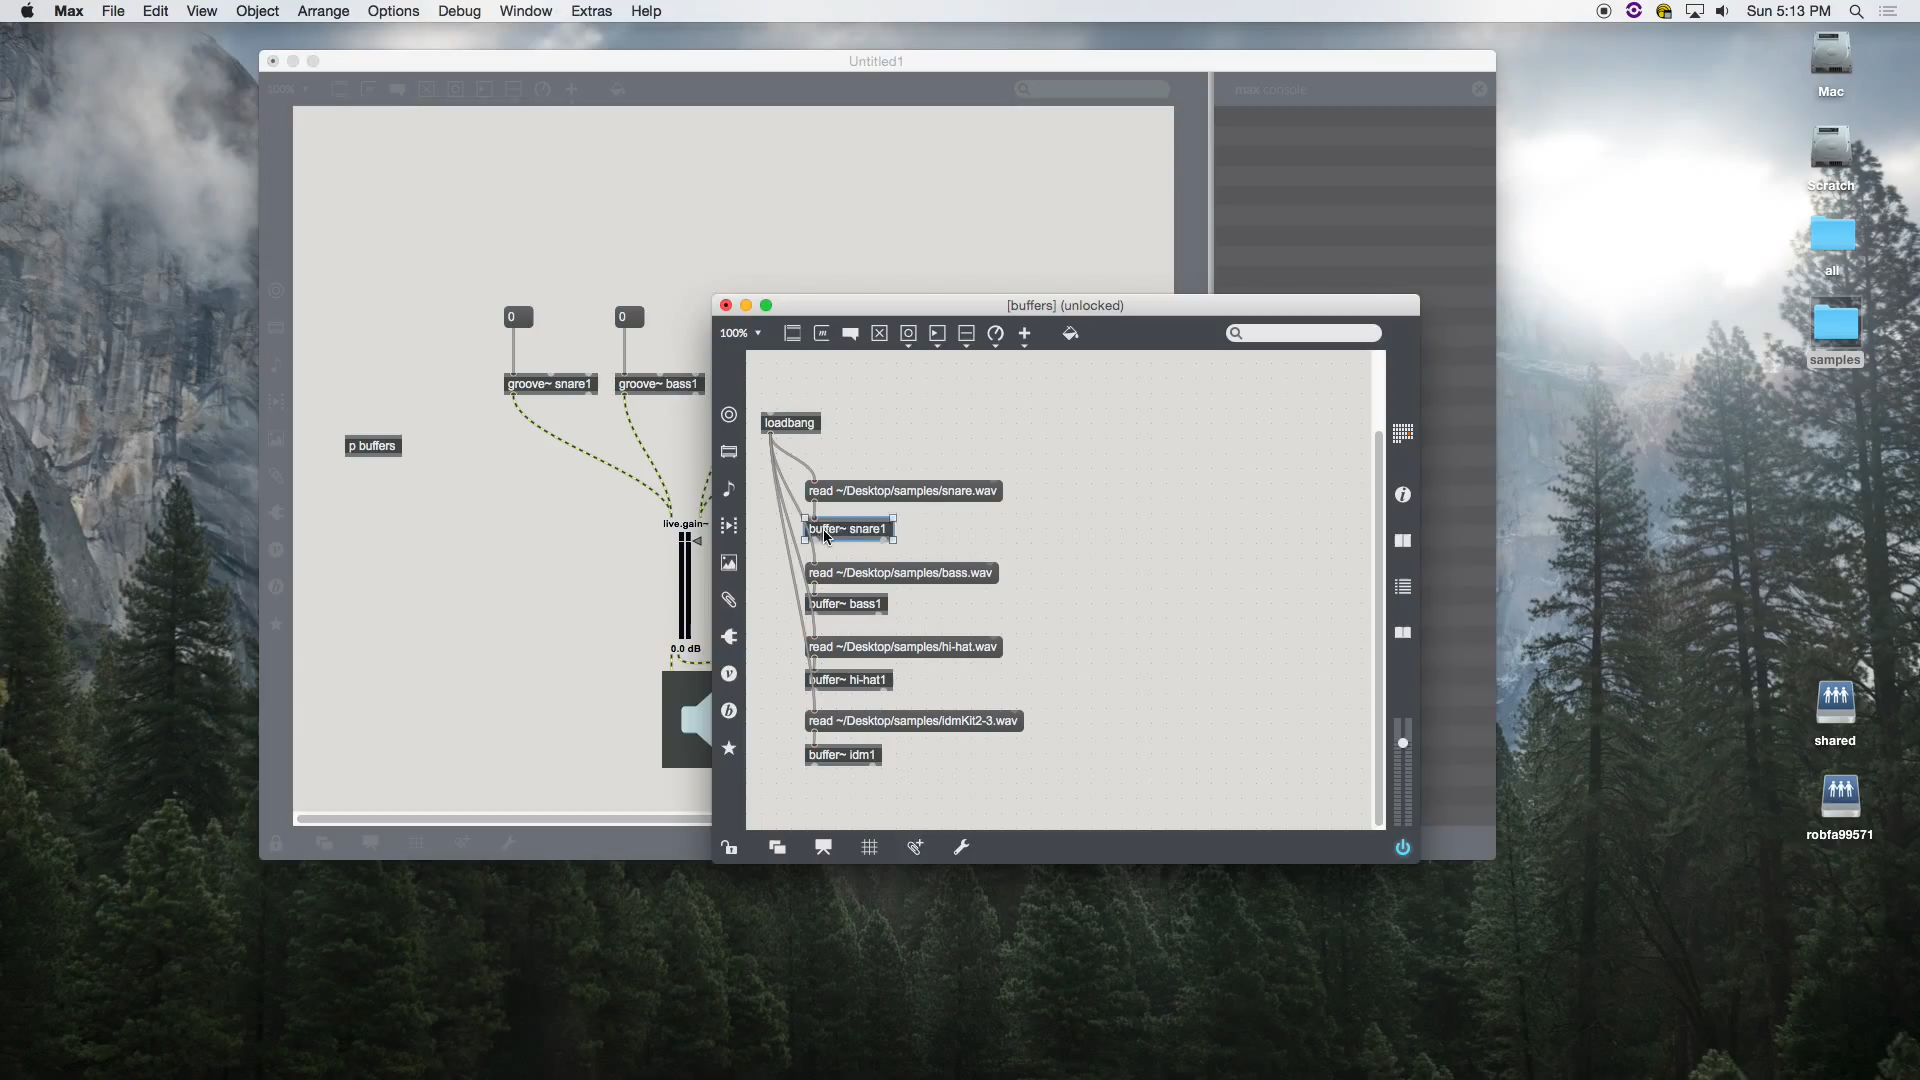 Max File Edit View Object Arrange Options Debug Window Extras Help
Sun 5:13 PM
Untitled1
100%
max console
0
0
groove~ snare1
groove~ bass1
p buffers
live.gain~
0.0 dB
[buffers] (unlocked)
100%
loadbang
read ~/Desktop/samples/snare.wav
buffer~ snare1
read ~/Desktop/samples/bass.wav
buffer~ bass1
read ~/Desktop/samples/hi-hat.wav
buffer~ hi-hat1
read ~/Desktop/samples/idmKit2-3.wav
buffer~ idm1
Mac
Scratch
all
samples
shared
robfa99571